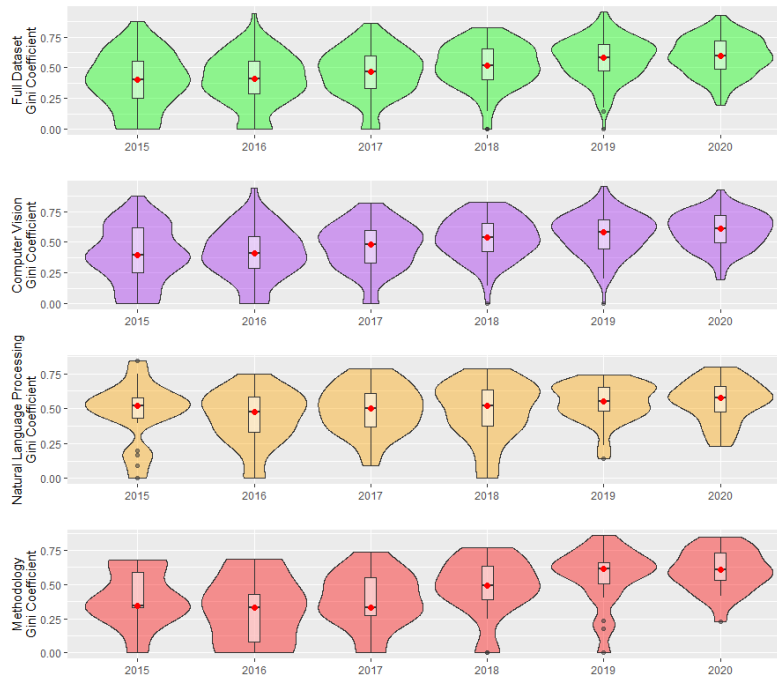 Full Dataset
Gini Coefficient
0.75
0.50
0.25
0.00
2015 2016 2017 2018 2019 2020
Computer Vision
Gini Coefficient
0.75
0.50
0.25
0.00
2015 2016 2017 2018 2019 2020
Natural Language Processing
Gini Coefficient
0.75
0.50
0.25
0.00
2015 2016 2017 2018 2019 2020
Methodology
Gini Coefficient
0.75
0.50
0.25
0.00
2015 2016 2017 2018 2019 2020